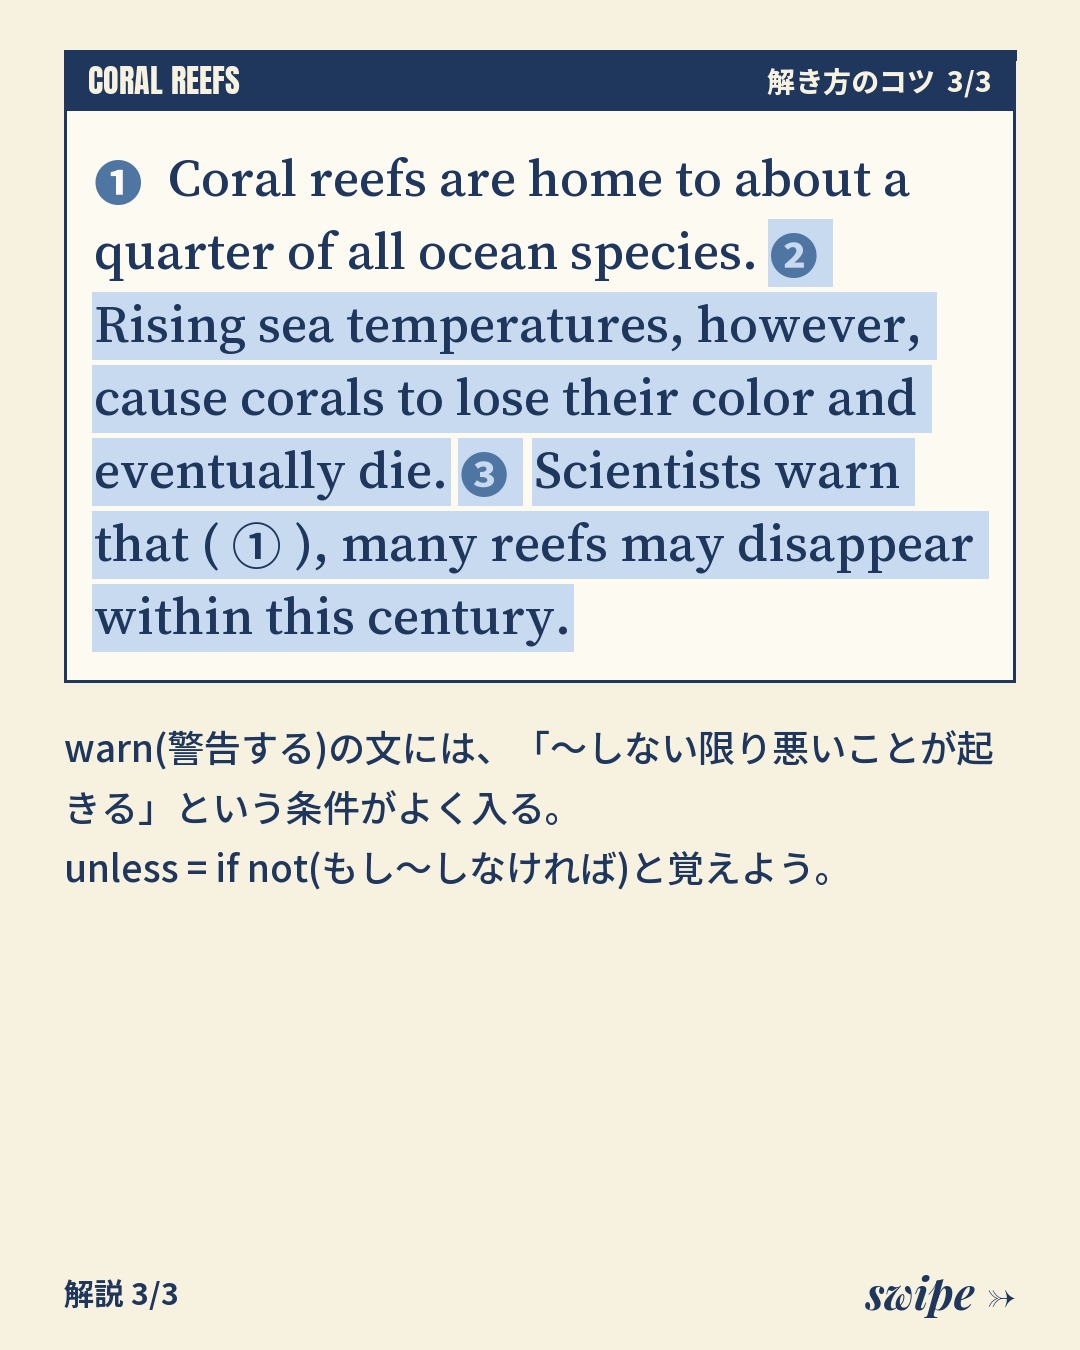 CORAL REEFS
解き方のコツ 3/3
❶ Coral reefs are home to about a
quarter of all ocean species. ❷
Rising sea temperatures, however,
cause corals to lose their color and
eventually die. ❸ Scientists warn
that ( ① ), many reefs may disappear
within this century.
warn(警告する)の文には、「〜しない限り悪いことが起
きる」という条件がよく入る。
unless = if not(もし〜しなければ)と覚えよう。
解説 3/3
swipe